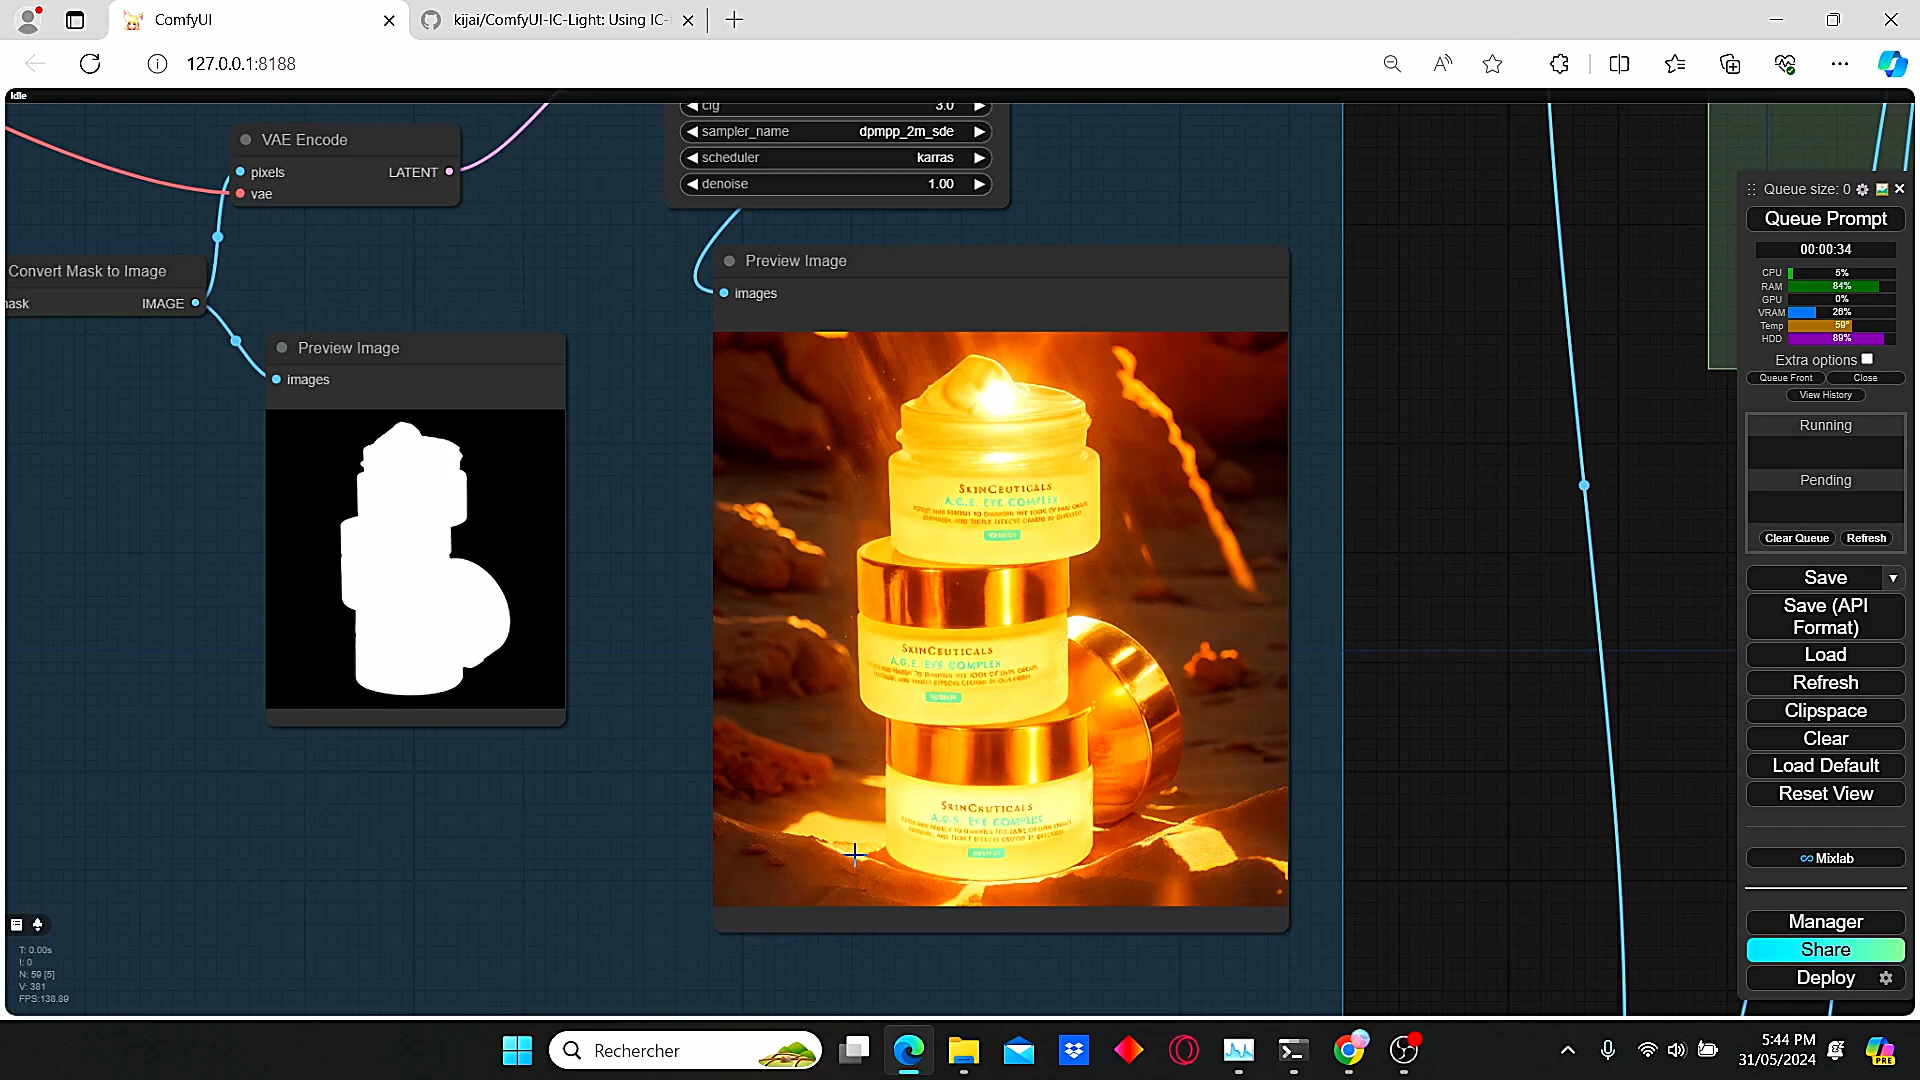 ComfyUI
kijai/ComfyUI-IC-Light: Using IC-
127.0.0.1:8188
Idle
VAE Encode
pixels
LATENT
vae
Convert Mask to Image
IMAGE
Preview Image
images
cfg 3.0
sampler_name dpmpp_2m_sde
scheduler karras
denoise 1.00
Preview Image
images
SKINCEUTICALS
A.G.E. EYE COMPLEX
SKINCEUTICALS
SKINCEUTICALS
Queue size: 0
Queue Prompt
00:00:34
CPU 5%
RAM 84%
GPU 0%
VRAM 26%
Temp 59°
HDD 89%
Extra options
Queue Front
Close
View History
Running
Pending
Clear Queue
Refresh
Save
Save (API
Format)
Load
Refresh
Clipspace
Clear
Load Default
Reset View
Mixlab
Manager
Share
Deploy
T: 0.00s
I: 0
N: 59 [5]
V: 381
FPS:138.89
Rechercher
5:44 PM
31/05/2024
PRE